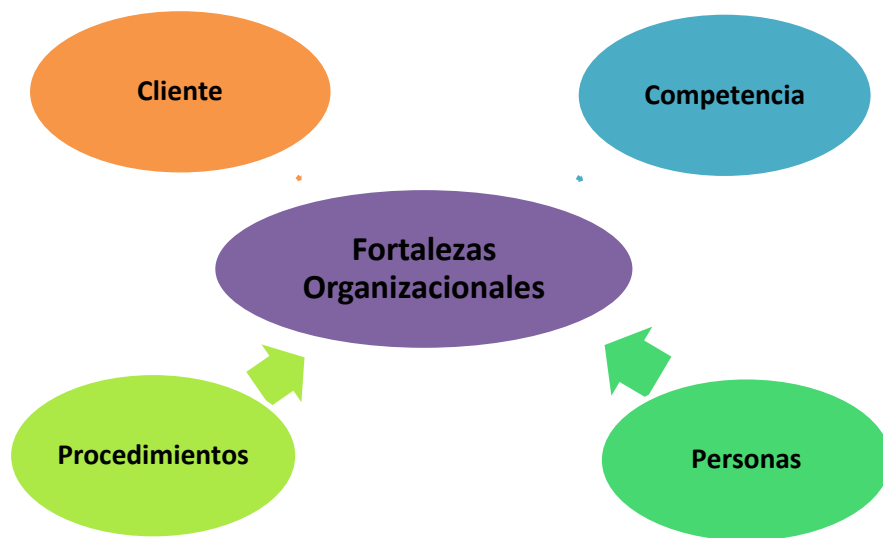 Cliente
Competencia
Fortalezas
Organizacionales
Procedimientos
Personas